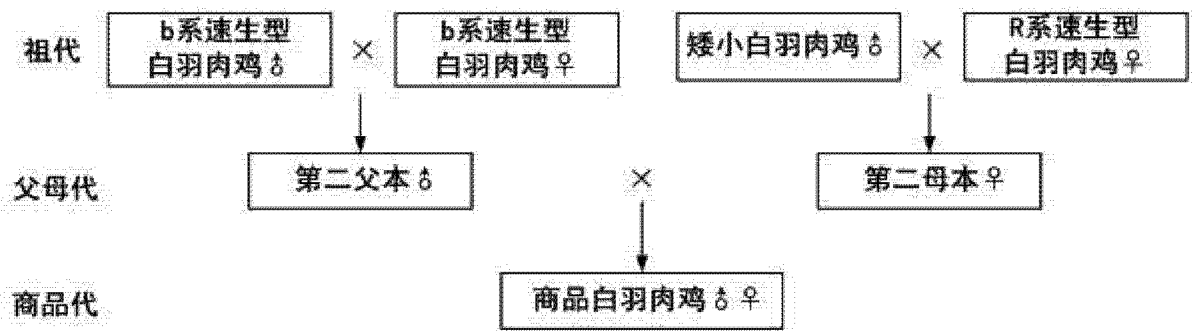 祖代
b系速生型
白羽肉鸡♂
×
b系速生型
白羽肉鸡♀
矮小白羽肉鸡♂
×
R系速生型
白羽肉鸡♀
父母代
第二父本♂
×
第二母本♀
商品代
商品白羽肉鸡♂♀